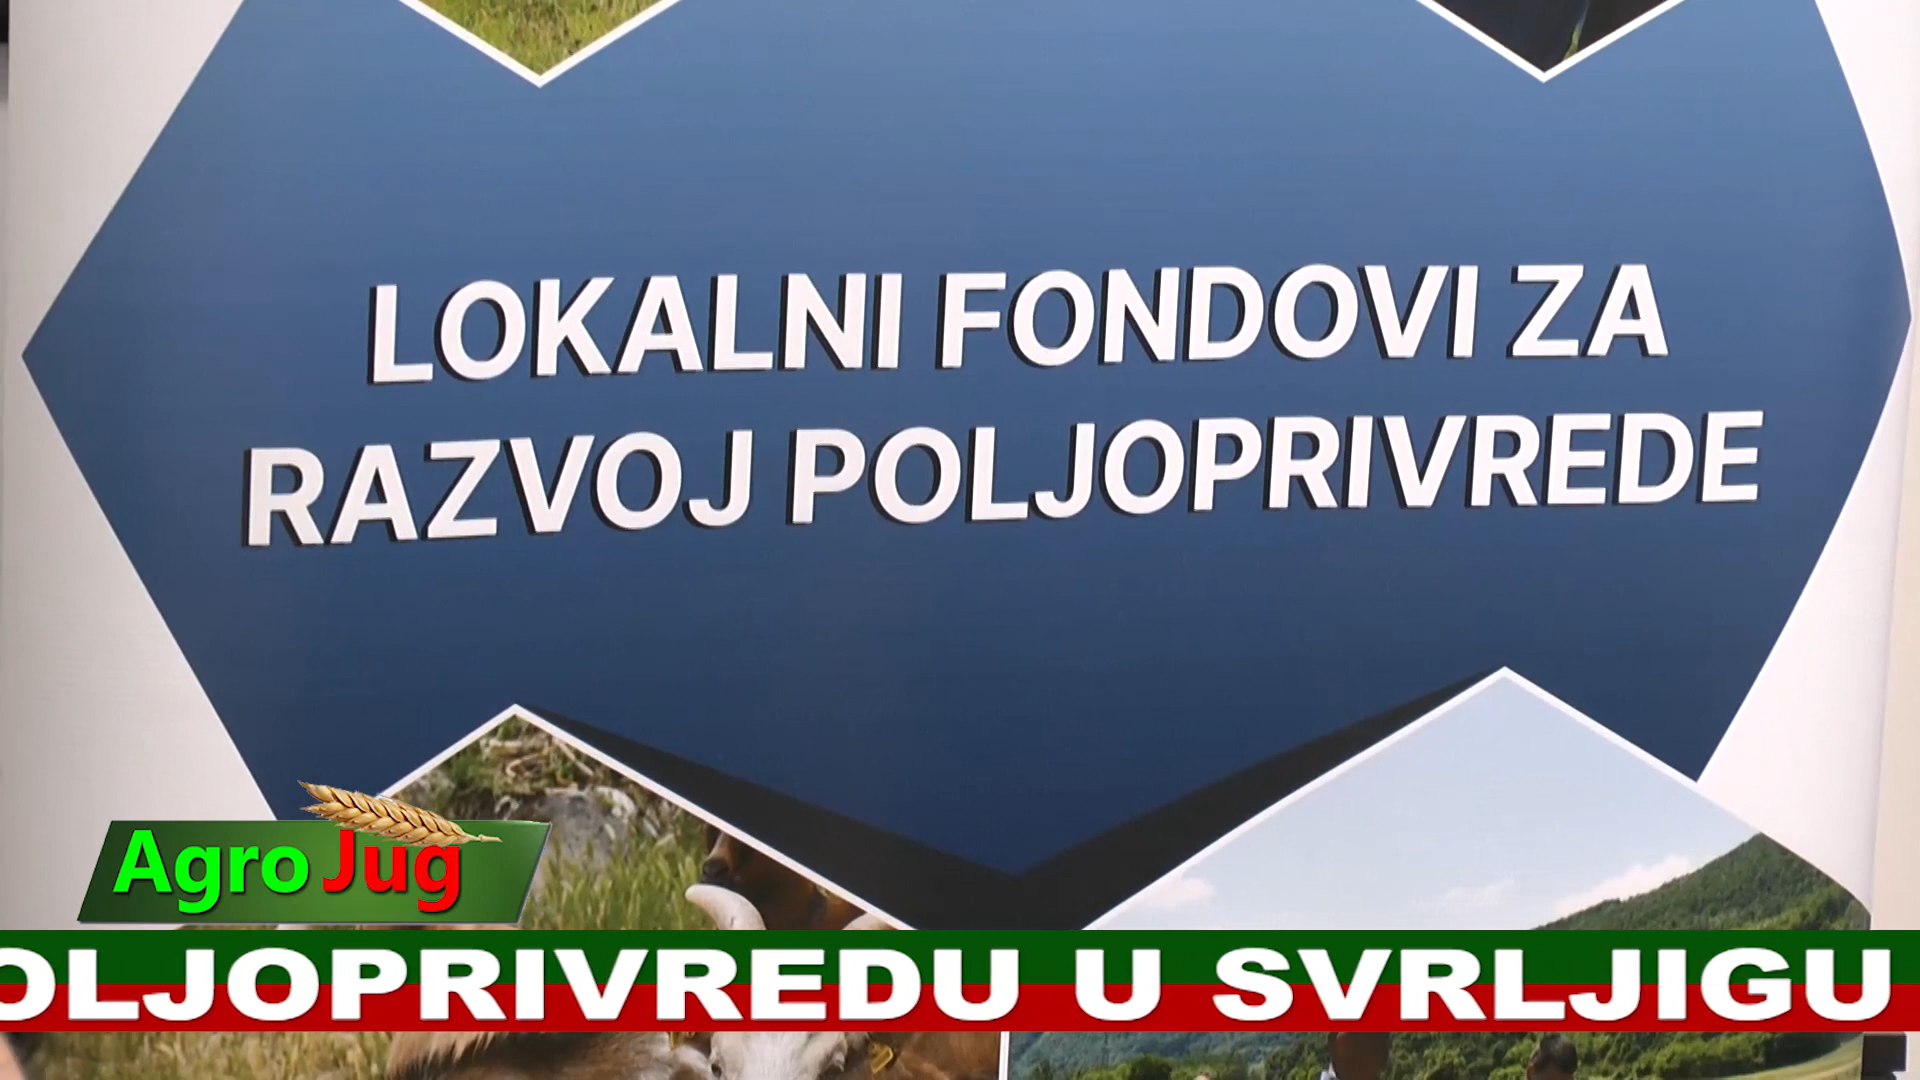 LOKALNI FONDOVI ZA
RAZVOJ POLJOPRIVREDE
Agro Jug
OLJOPRIVREDU U SVRLJIGU